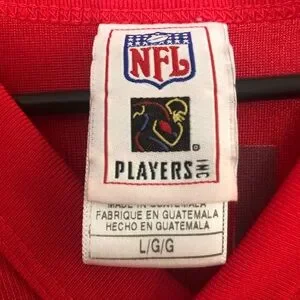 NFL
PLAYERS INC
MADE IN GUATEMALA
FABRIQUE EN GUATEMALA
HECHO EN GUATEMALA
L/G/G